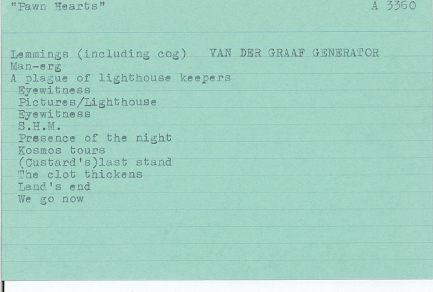 "Pawn Hearts" A 3360
Lemmings (including cog) VAN DER GRAAF GENERATOR
Man-erg
A plague of lighthouse keepers
Eyewitness
Pictures/Lighthouse
Eyewitness
S.H.M.
Presence of the night
Kosmos tours
(Custard's)last stand
The clot thickens
Land's end
We go now